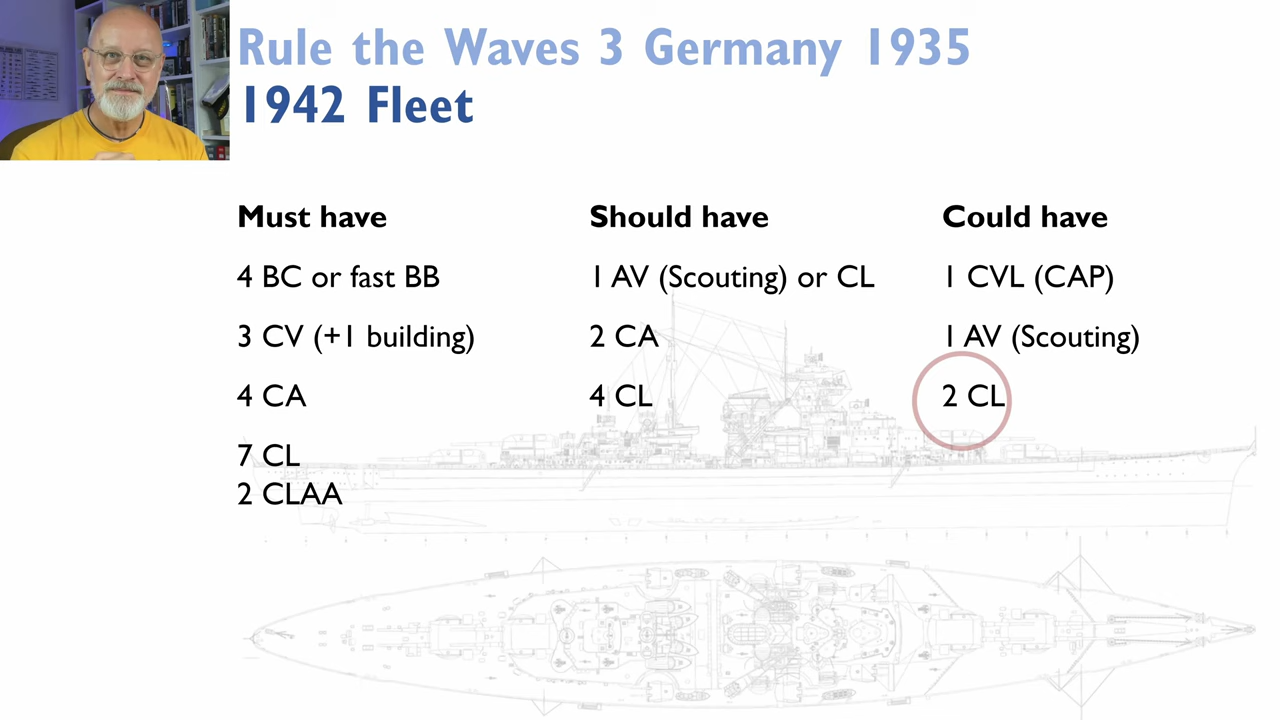 Rule the Waves 3 Germany 1935
1942 Fleet
Must have
4 BC or fast BB
3 CV (+1 building)
4 CA
7 CL
2 CLAA
Should have
1 AV (Scouting) or CL
2 CA
4 CL
Could have
1 CVL (CAP)
1 AV (Scouting)
2 CL